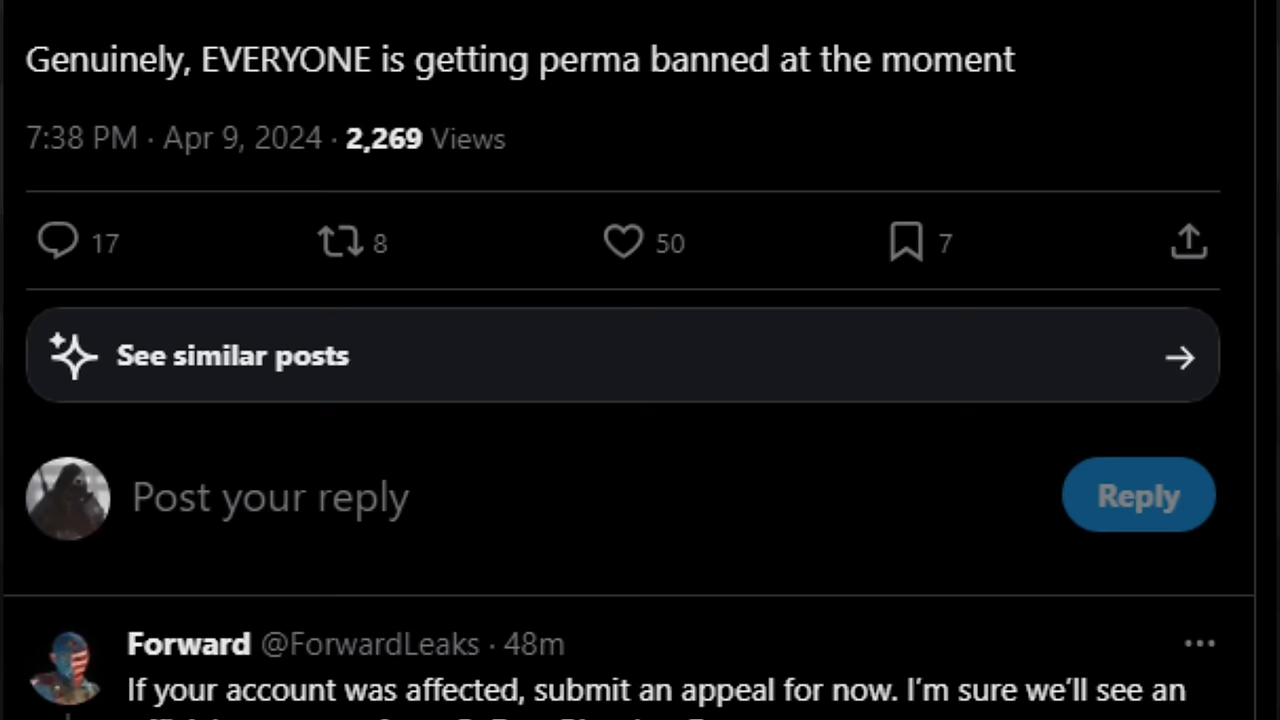 Genuinely, EVERYONE is getting perma banned at the moment
7:38 PM · Apr 9, 2024 · 2,269 Views
17 8 50 7
See similar posts
Post your reply Reply
Forward @ForwardLeaks · 48m
If your account was affected, submit an appeal for now. I’m sure we’ll see an